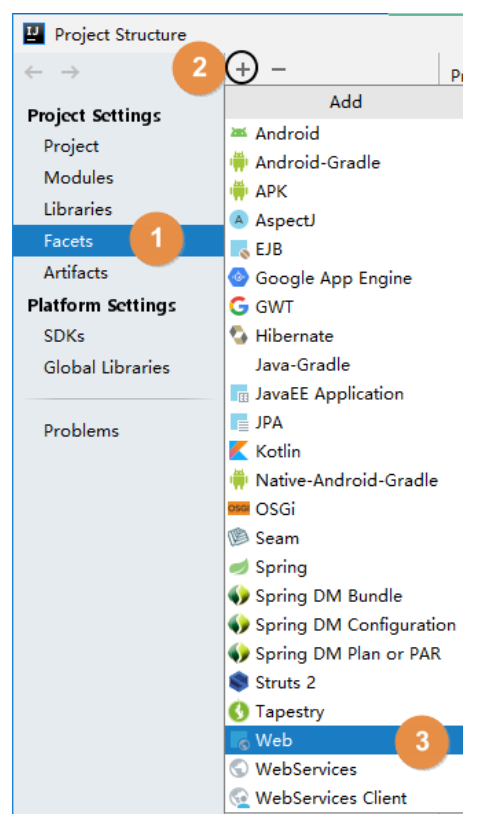 IJ Project Structure
2
Pr
Add
Project Settings
Project
Modules
Libraries
Facets 1
Artifacts
Platform Settings
SDKs
Global Libraries
Problems
Android
Android-Gradle
APK
A AspectJ
EJB
Google App Engine
G GWT
Hibernate
Java-Gradle
JavaEE Application
JPA
Kotlin
Native-Android-Gradle
OSGi OSGi
Seam
Spring
Spring DM Bundle
Spring DM Configuration
Spring DM Plan or PAR
Struts 2
Tapestry
Web 3
WebServices
WebServices Client